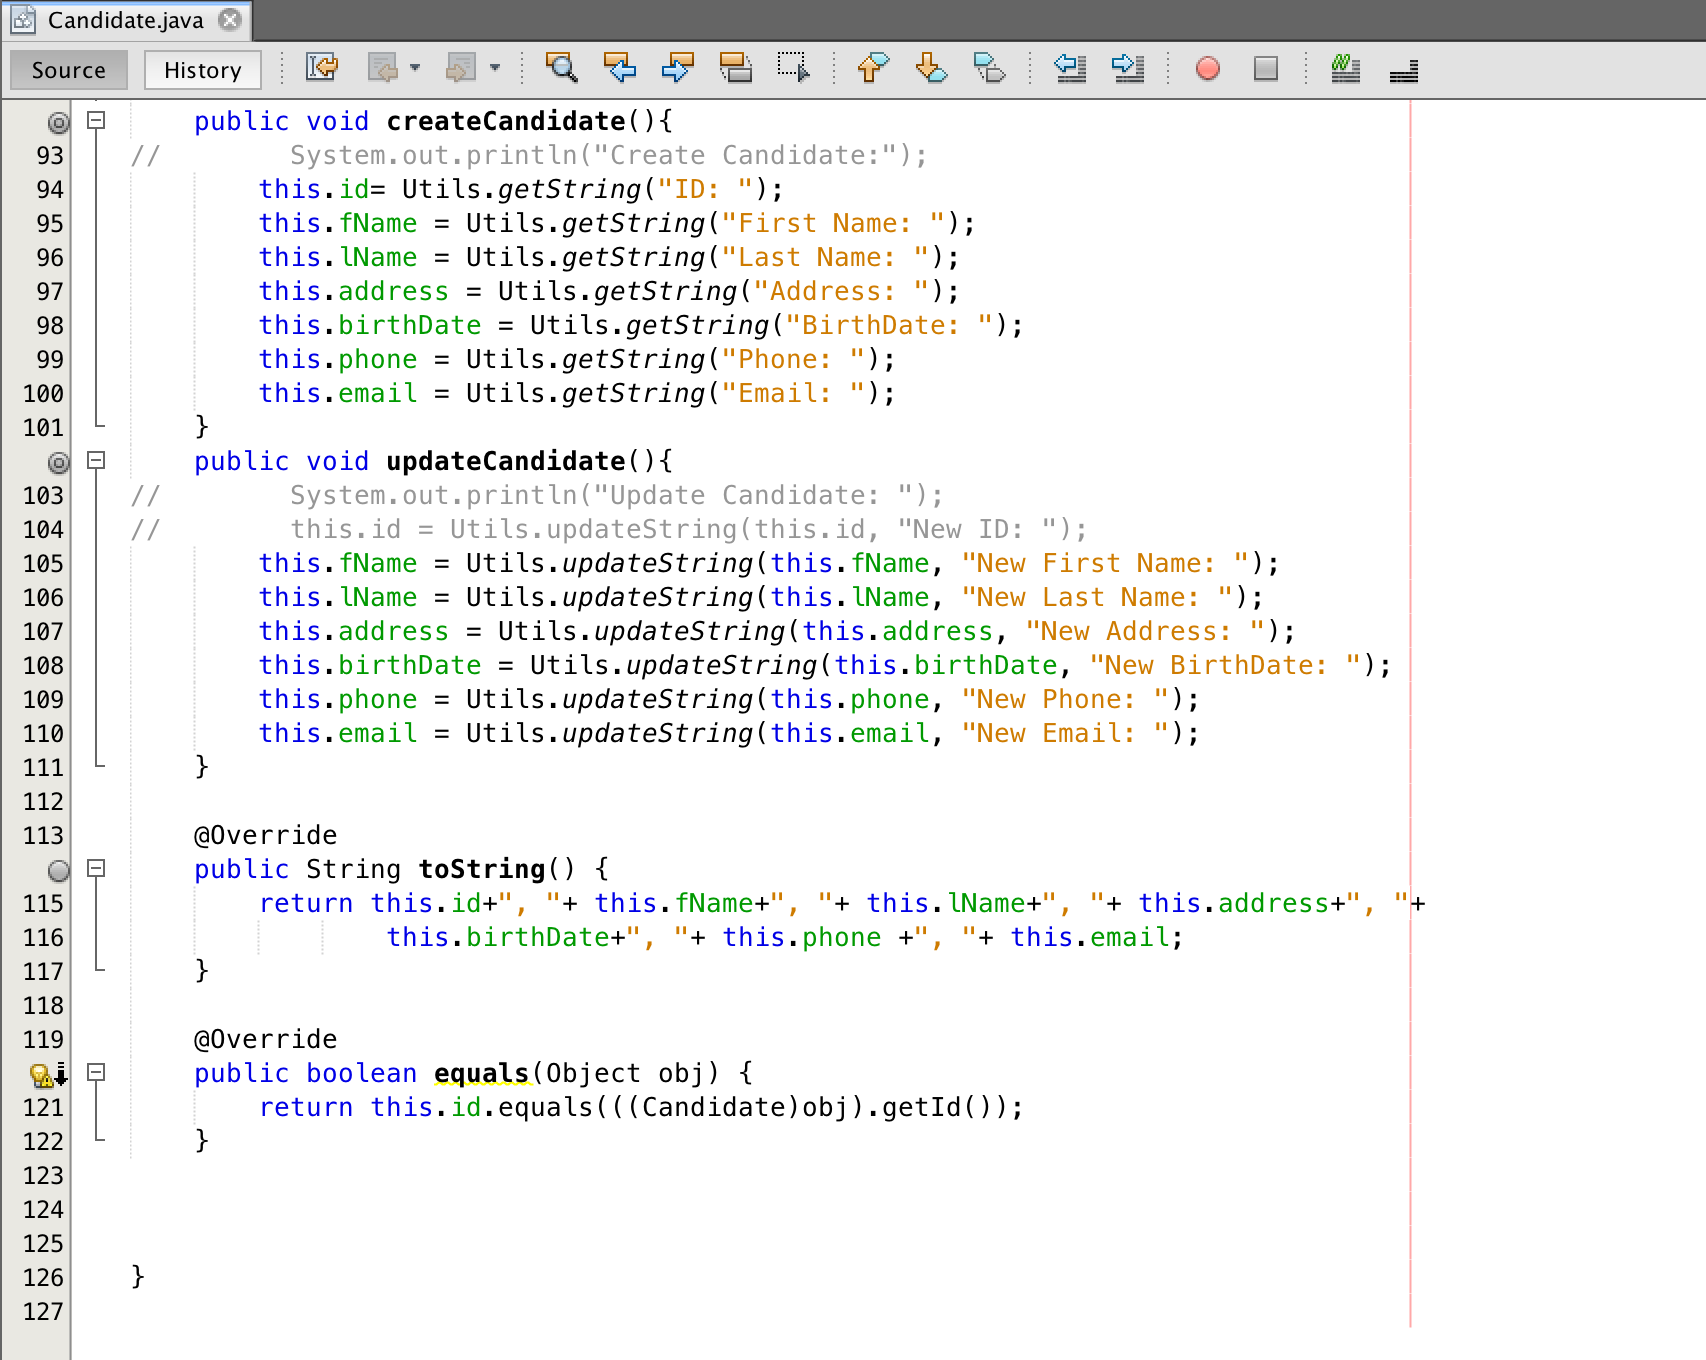 Candidate.java
Source History
public void createCandidate(){
93 //        System.out.println("Create Candidate:");
94         this.id= Utils.getString("ID: ");
95         this.fName = Utils.getString("First Name: ");
96         this.lName = Utils.getString("Last Name: ");
97         this.address = Utils.getString("Address: ");
98         this.birthDate = Utils.getString("BirthDate: ");
99         this.phone = Utils.getString("Phone: ");
100         this.email = Utils.getString("Email: ");
101     }
public void updateCandidate(){
103 //        System.out.println("Update Candidate: ");
104 //        this.id = Utils.updateString(this.id, "New ID: ");
105         this.fName = Utils.updateString(this.fName, "New First Name: ");
106         this.lName = Utils.updateString(this.lName, "New Last Name: ");
107         this.address = Utils.updateString(this.address, "New Address: ");
108         this.birthDate = Utils.updateString(this.birthDate, "New BirthDate: ");
109         this.phone = Utils.updateString(this.phone, "New Phone: ");
110         this.email = Utils.updateString(this.email, "New Email: ");
111     }
112
113     @Override
public String toString() {
115         return this.id+", "+ this.fName+", "+ this.lName+", "+ this.address+", "+
116                 this.birthDate+", "+ this.phone +", "+ this.email;
117     }
118
119     @Override
public boolean equals(Object obj) {
121         return this.id.equals(((Candidate)obj).getId());
122     }
123
124
125
126 }
127